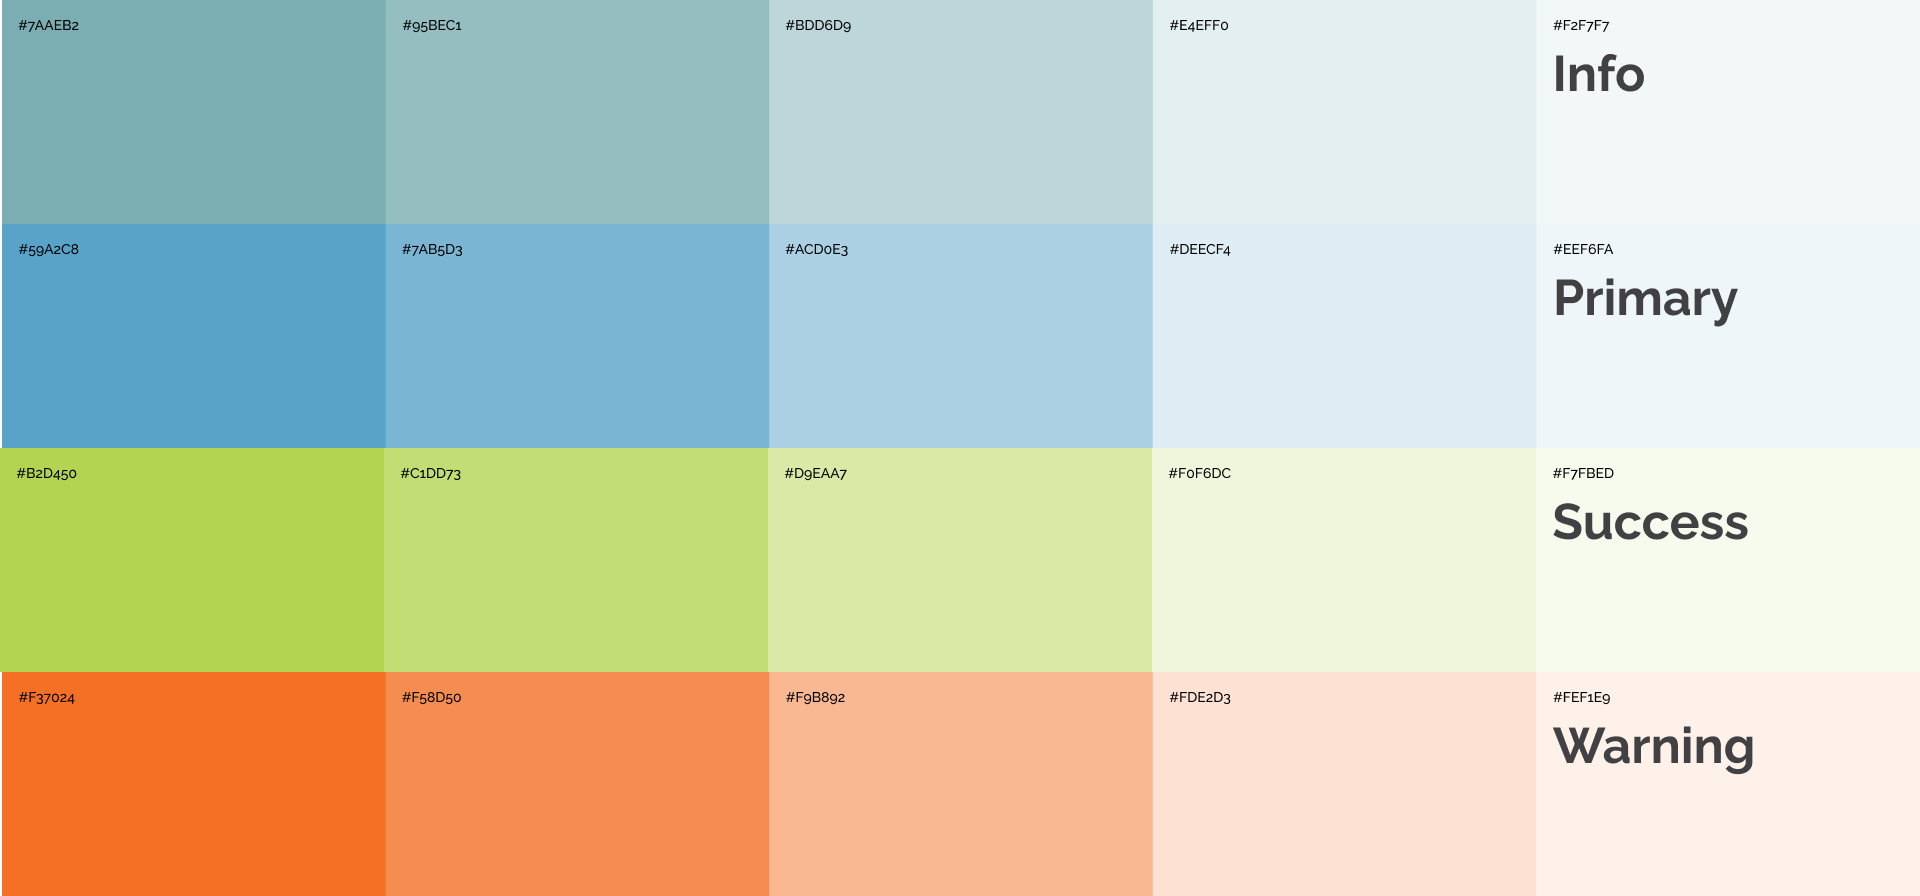 #7AAEB2
#95BEC1
#BDD6D9
#E4EFF0
#F2F7F7
Info
#59A2C8
#7AB5D3
#ACD0E3
#DEECF4
#EEF6FA
Primary
#B2D450
#C1DD73
#D9EAA7
#F0F6DC
#F7FBED
Success
#F37024
#F58D50
#F9B892
#FDE2D3
#FEF1E9
Warning